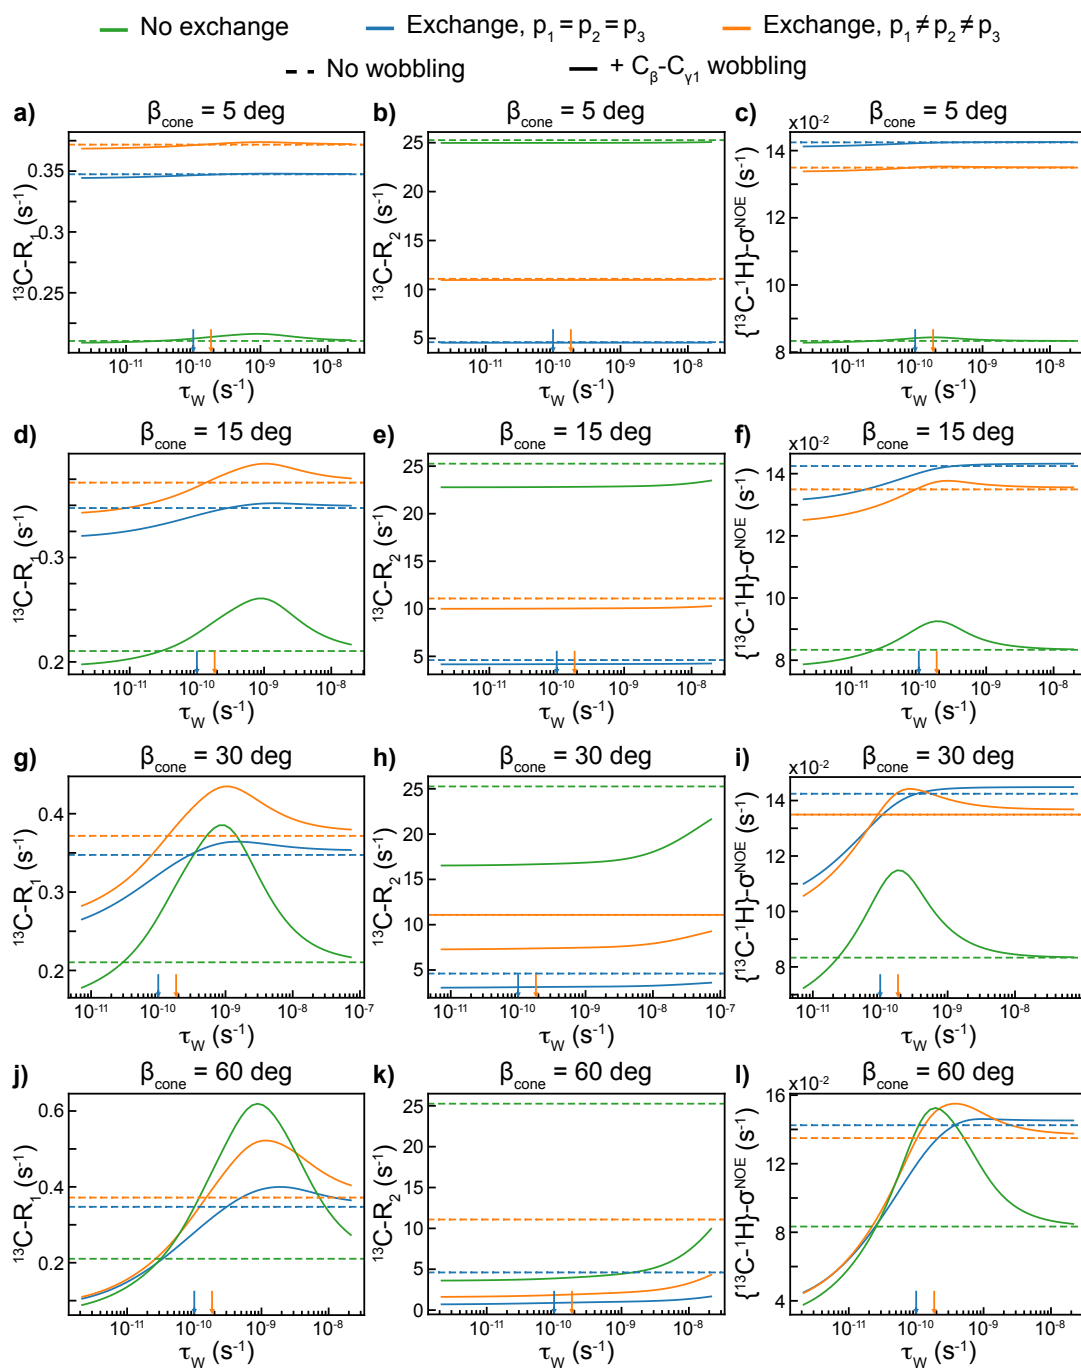 No exchange Exchange, p₁ = p₂ = p₃ Exchange, p₁ ≠ p₂ ≠ p₃
No wobbling + Cβ-Cγ1 wobbling
a) βcone = 5 deg
0.35
0.3
0.25
¹³C-R₁ (s⁻¹)
10⁻¹¹ 10⁻¹⁰ 10⁻⁹ 10⁻⁸
τW (s⁻¹)
b) βcone = 5 deg
25
20
15
10
5
¹³C-R₂ (s⁻¹)
10⁻¹¹ 10⁻¹⁰ 10⁻⁹ 10⁻⁸
τW (s⁻¹)
c) βcone = 5 deg
x10⁻²
14
12
10
8
{¹³C-¹H}-σᴺᴼᴱ (s⁻¹)
10⁻¹¹ 10⁻¹⁰ 10⁻⁹ 10⁻⁸
τW (s⁻¹)
d) βcone = 15 deg
0.3
0.2
¹³C-R₁ (s⁻¹)
10⁻¹¹ 10⁻¹⁰ 10⁻⁹ 10⁻⁸
τW (s⁻¹)
e) βcone = 15 deg
25
20
15
10
5
¹³C-R₂ (s⁻¹)
10⁻¹¹ 10⁻¹⁰ 10⁻⁹ 10⁻⁸
τW (s⁻¹)
f) βcone = 15 deg
x10⁻²
14
12
10
8
{¹³C-¹H}-σᴺᴼᴱ (s⁻¹)
10⁻¹¹ 10⁻¹⁰ 10⁻⁹ 10⁻⁸
τW (s⁻¹)
g) βcone = 30 deg
0.4
0.3
0.2
¹³C-R₁ (s⁻¹)
10⁻¹¹ 10⁻¹⁰ 10⁻⁹ 10⁻⁸ 10⁻⁷
τW (s⁻¹)
h) βcone = 30 deg
25
20
15
10
5
¹³C-R₂ (s⁻¹)
10⁻¹¹ 10⁻¹⁰ 10⁻⁹ 10⁻⁸ 10⁻⁷
τW (s⁻¹)
i) βcone = 30 deg
x10⁻²
14
12
10
8
{¹³C-¹H}-σᴺᴼᴱ (s⁻¹)
10⁻¹¹ 10⁻¹⁰ 10⁻⁹ 10⁻⁸
τW (s⁻¹)
j) βcone = 60 deg
0.6
0.4
0.2
¹³C-R₁ (s⁻¹)
10⁻¹¹ 10⁻¹⁰ 10⁻⁹ 10⁻⁸
τW (s⁻¹)
k) βcone = 60 deg
25
20
15
10
5
0
¹³C-R₂ (s⁻¹)
10⁻¹¹ 10⁻¹⁰ 10⁻⁹ 10⁻⁸
τW (s⁻¹)
l) βcone = 60 deg
x10⁻²
16
12
8
4
{¹³C-¹H}-σᴺᴼᴱ (s⁻¹)
10⁻¹¹ 10⁻¹⁰ 10⁻⁹ 10⁻⁸
τW (s⁻¹)